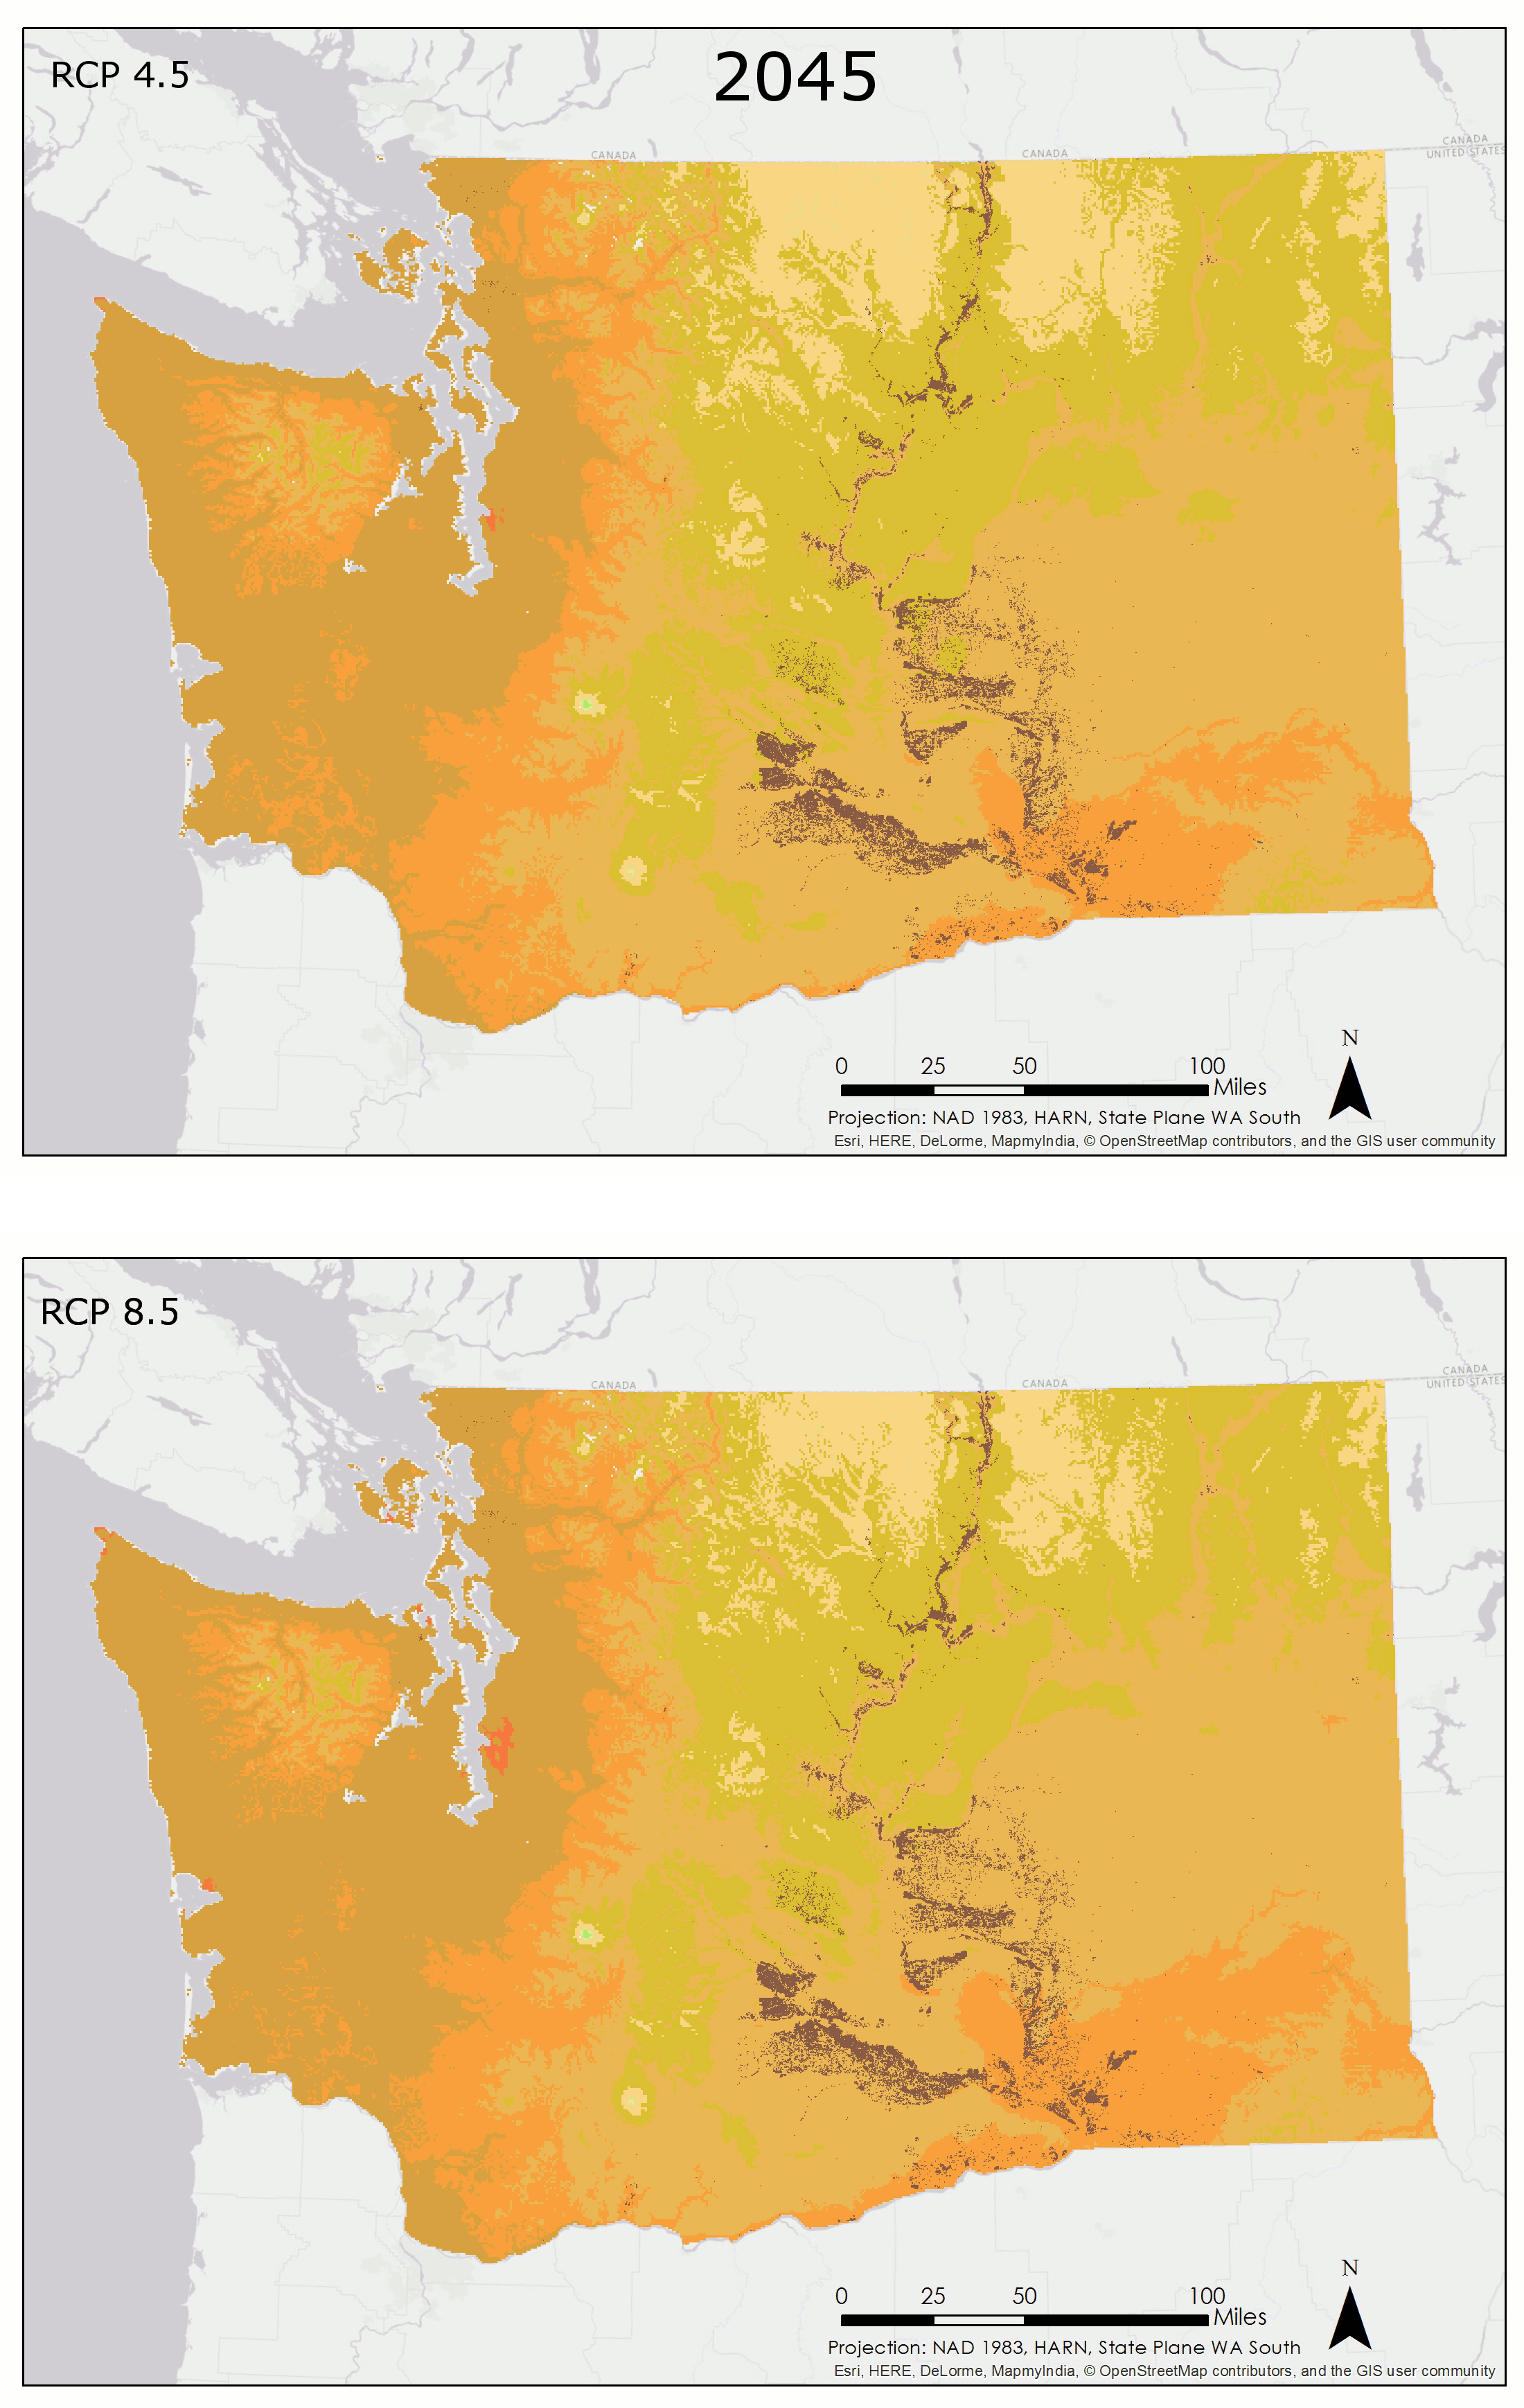 RCP 4.5
2045
CANADA
CANADA
CANADA
UNITED STATES
N
0 25 50 100
Miles
Projection: NAD 1983, HARN, State Plane WA South
Esri, HERE, DeLorme, MapmyIndia, © OpenStreetMap contributors, and the GIS user community
RCP 8.5
CANADA
CANADA
CANADA
UNITED STATES
N
0 25 50 100
Miles
Projection: NAD 1983, HARN, State Plane WA South
Esri, HERE, DeLorme, MapmyIndia, © OpenStreetMap contributors, and the GIS user community